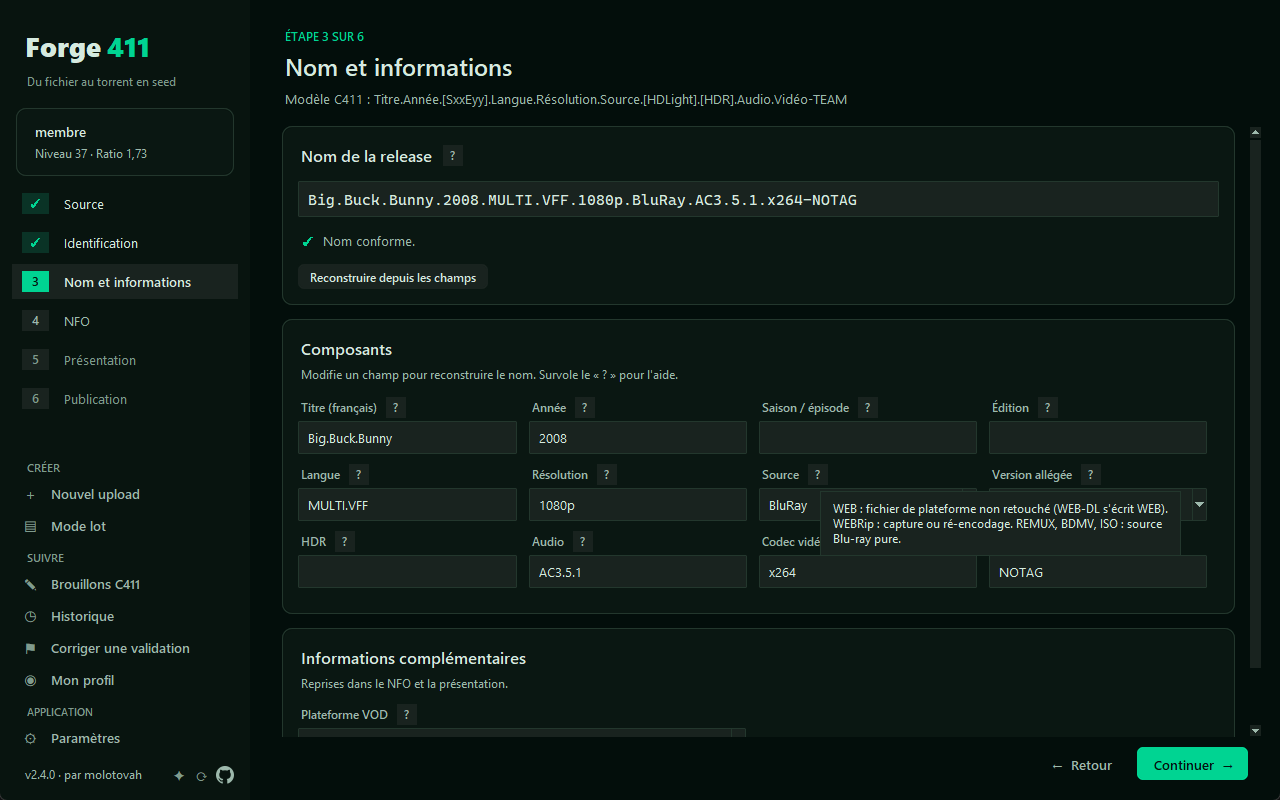 Forge 411
Du fichier au torrent en seed
membre
Niveau 37 · Ratio 1,73
✓ Source
✓ Identification
3 Nom et informations
4 NFO
5 Présentation
6 Publication
CRÉER
+ Nouvel upload
Mode lot
SUIVRE
Brouillons C411
Historique
Corriger une validation
Mon profil
APPLICATION
Paramètres
v2.4.0 · par molotovah
ÉTAPE 3 SUR 6
Nom et informations
Modèle C411 : Titre.Année.[SxxEyy].Langue.Résolution.Source.[HDLight].[HDR].Audio.Vidéo-TEAM
Nom de la release ?
Big.Buck.Bunny.2008.MULTI.VFF.1080p.BluRay.AC3.5.1.x264-NOTAG
✓ Nom conforme.
Reconstruire depuis les champs
Composants
Modifie un champ pour reconstruire le nom. Survole le « ? » pour l'aide.
Titre (français) ? Année ? Saison / épisode ? Édition ?
Big.Buck.Bunny 2008
Langue ? Résolution ? Source ? Version allégée ?
MULTI.VFF 1080p BluRay
WEB : fichier de plateforme non retouché (WEB-DL s'écrit WEB).
WEBRip : capture ou ré-encodage. REMUX, BDMV, ISO : source
Blu-ray pure.
HDR ? Audio ? Codec vidé
AC3.5.1 x264 NOTAG
Informations complémentaires
Reprises dans le NFO et la présentation.
Plateforme VOD ?
← Retour
Continuer →